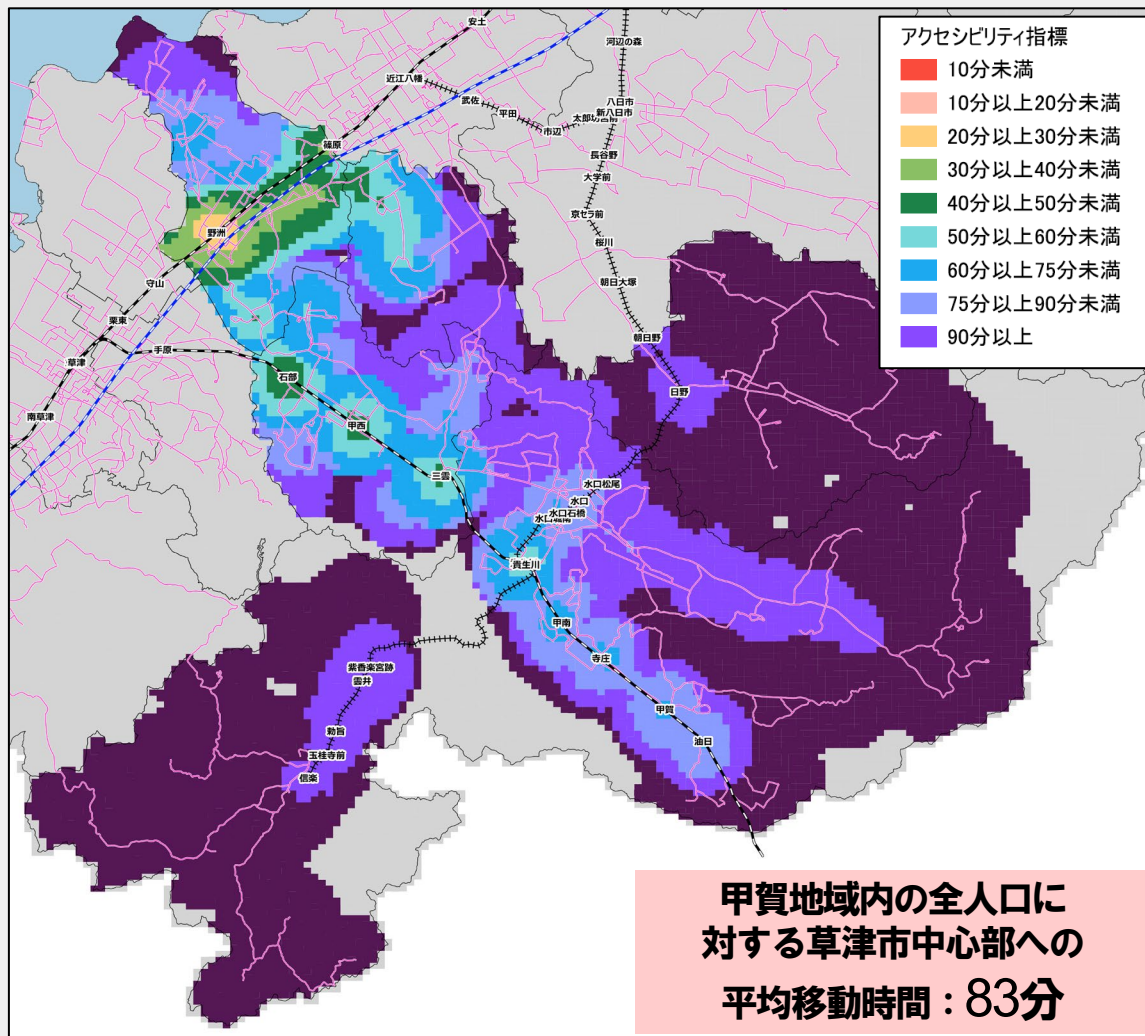 安土
河辺の森
近江八幡
武佐
八日市
新八日市
平田
市辺
篠原
長谷野
大学前
京セラ前
野洲
桜川
守山
朝日大塚
栗東
朝日野
手原
草津
石部
日野
南草津
甲西
三雲
水口松尾
水口
水口石橋
貴生川
甲南
紫香楽宮跡
寺庄
雲井
甲賀
勅旨
油日
玉桂寺前
信楽
アクセシビリティ指標
10分未満
10分以上20分未満
20分以上30分未満
30分以上40分未満
40分以上50分未満
50分以上60分未満
60分以上75分未満
75分以上90分未満
90分以上
甲賀地域内の全人口に
対する草津市中心部への
平均移動時間:83分